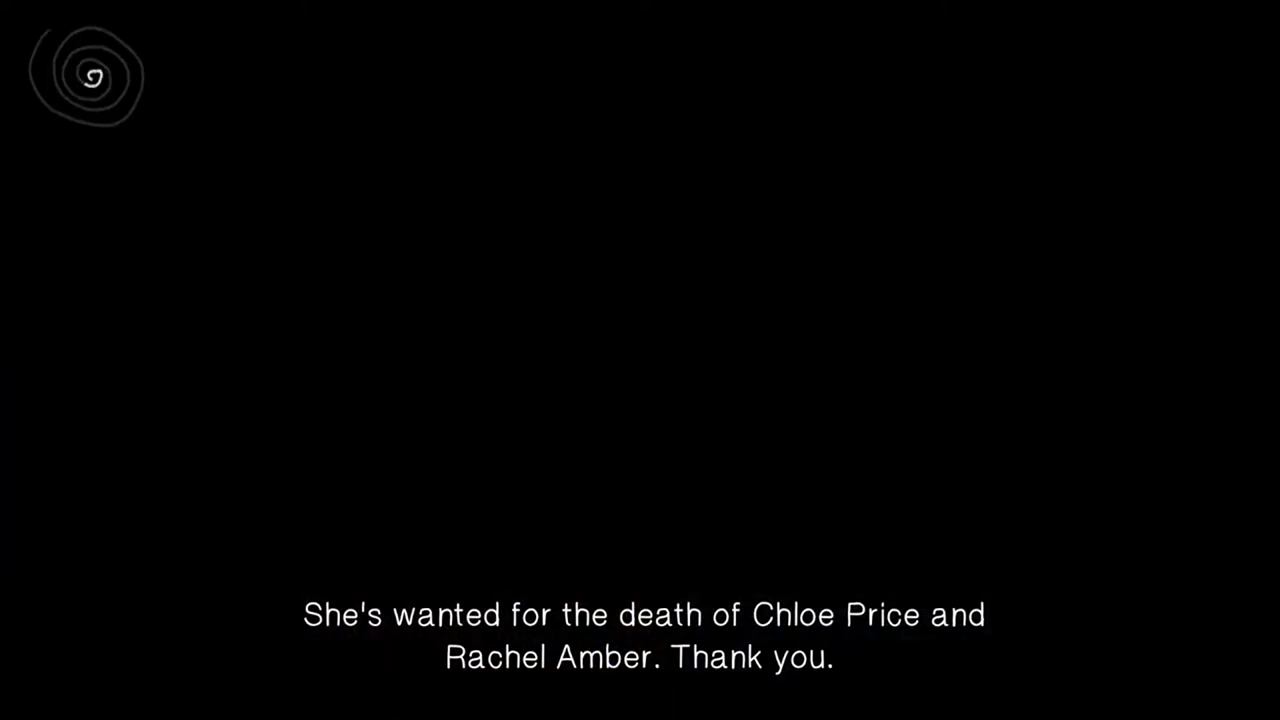 She's wanted for the death of Chloe Price and
Rachel Amber. Thank you.